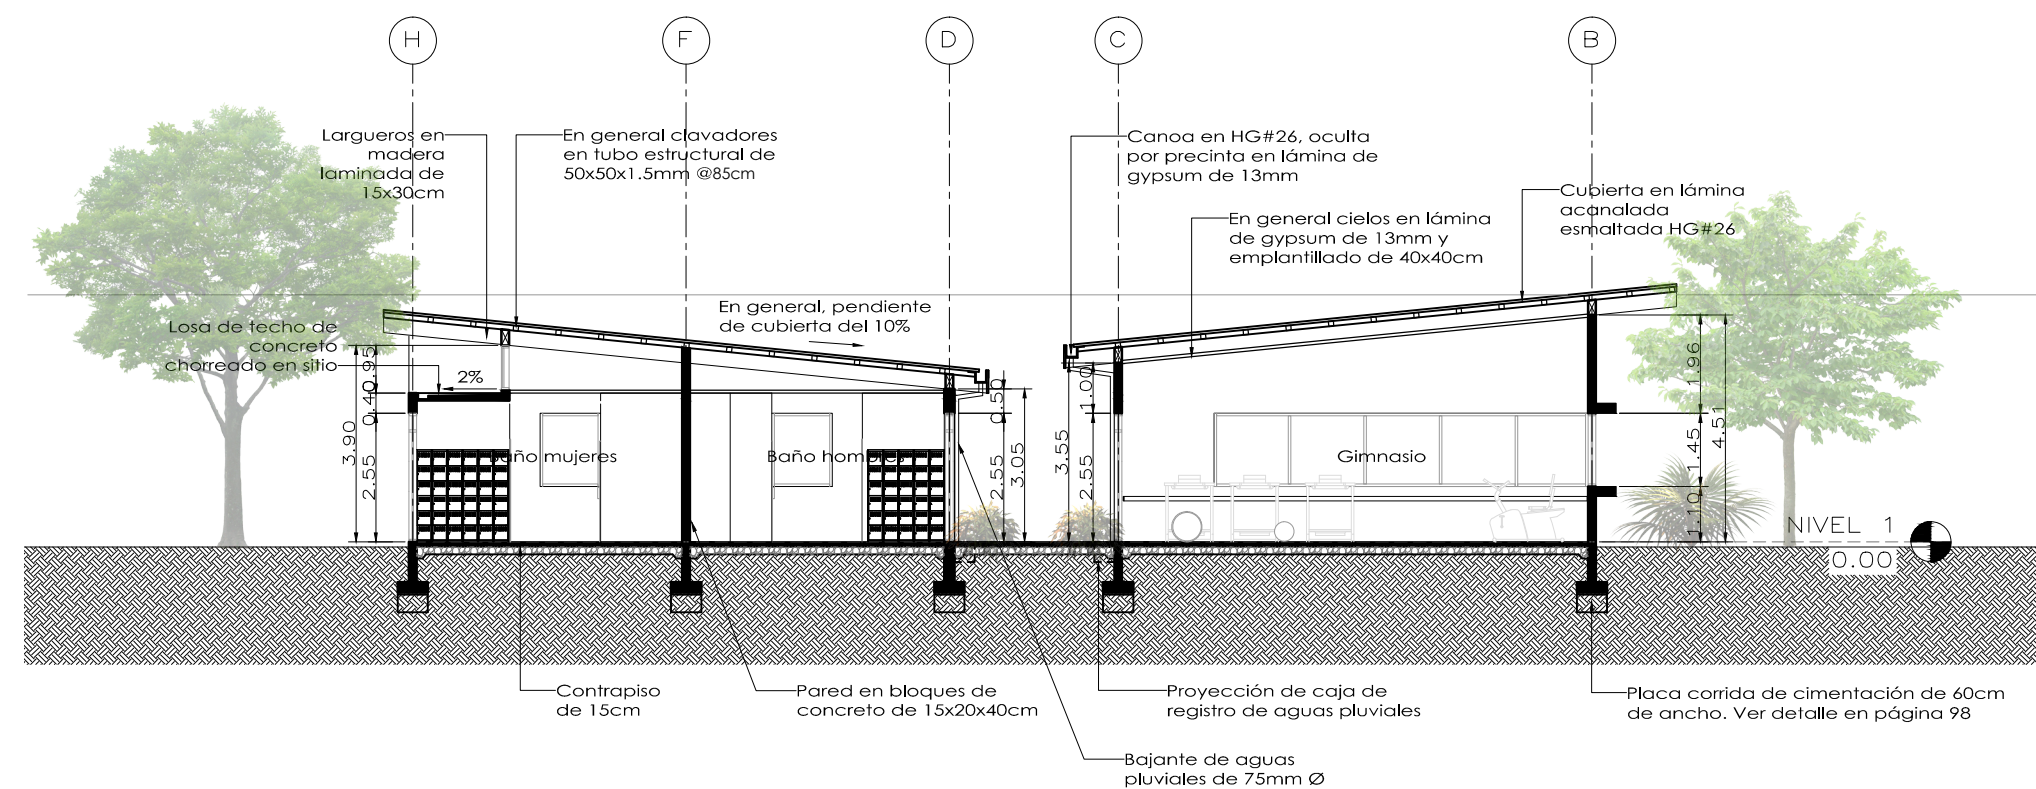 H
F
D
C
B
Largueros en
madera
laminada de
15x30cm
En general clavadores
en tubo estructural de
50x50x1.5mm @85cm
Canoa en HG#26, oculta
por precinta en lámina de
gypsum de 13mm
Cubierta en lámina
acanalada
esmaltada HG#26
En general cielos en lámina
de gypsum de 13mm y
emplantillado de 40x40cm
En general, pendiente
de cubierta del 10%
Losa de techo de
concreto
chorreado en sitio
2%
0.95
0.40
3.90
2.55
Baño mujeres
Baño hombres
0.50
2.55
3.05
3.55
1.00
2.55
Gimnasio
1.96
1.45
4.51
1.10
NIVEL 1
0.00
Contrapiso
de 15cm
Pared en bloques de
concreto de 15x20x40cm
Proyección de caja de
registro de aguas pluviales
Placa corrida de cimentación de 60cm
de ancho. Ver detalle en página 98
Bajante de aguas
pluviales de 75mm Ø